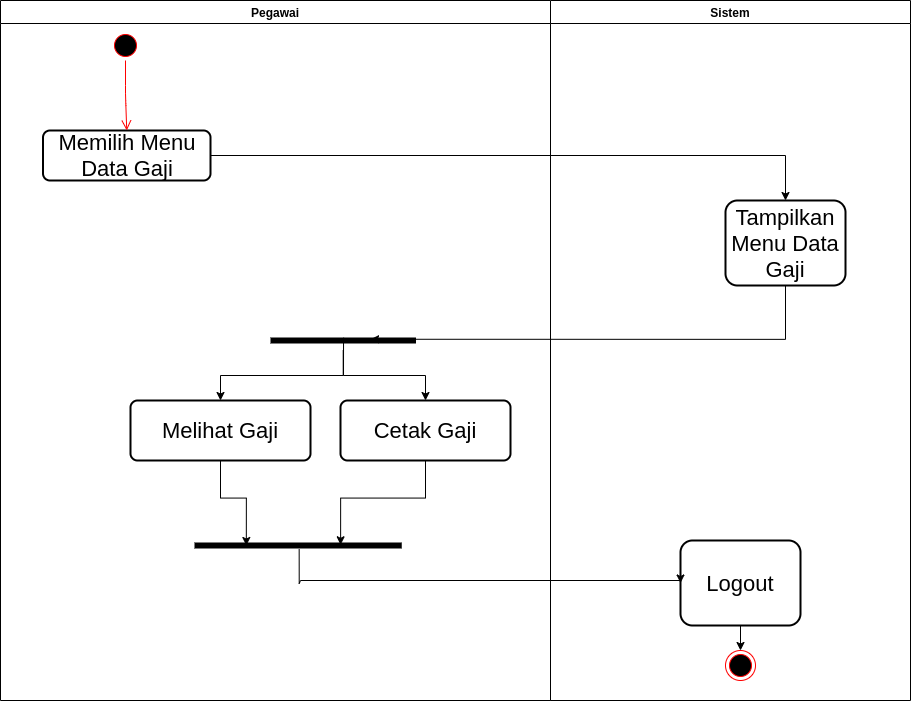 Pegawai
Sistem
Memilih Menu
Data Gaji
Tampilkan
Menu Data
Gaji
Melihat Gaji
Cetak Gaji
Logout